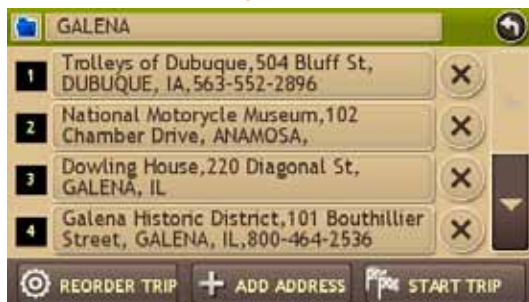 GALENA
1 Trolleys of Dubuque,504 Bluff St,
DUBUQUE, IA,563-552-2896
2 National Motorycle Museum,102
Chamber Drive, ANAMOSA,
3 Dowling House,220 Diagonal St,
GALENA, IL
4 Galena Historic District,101 Bouthillier
Street, GALENA, IL,800-464-2536
REORDER TRIP ADD ADDRESS START TRIP